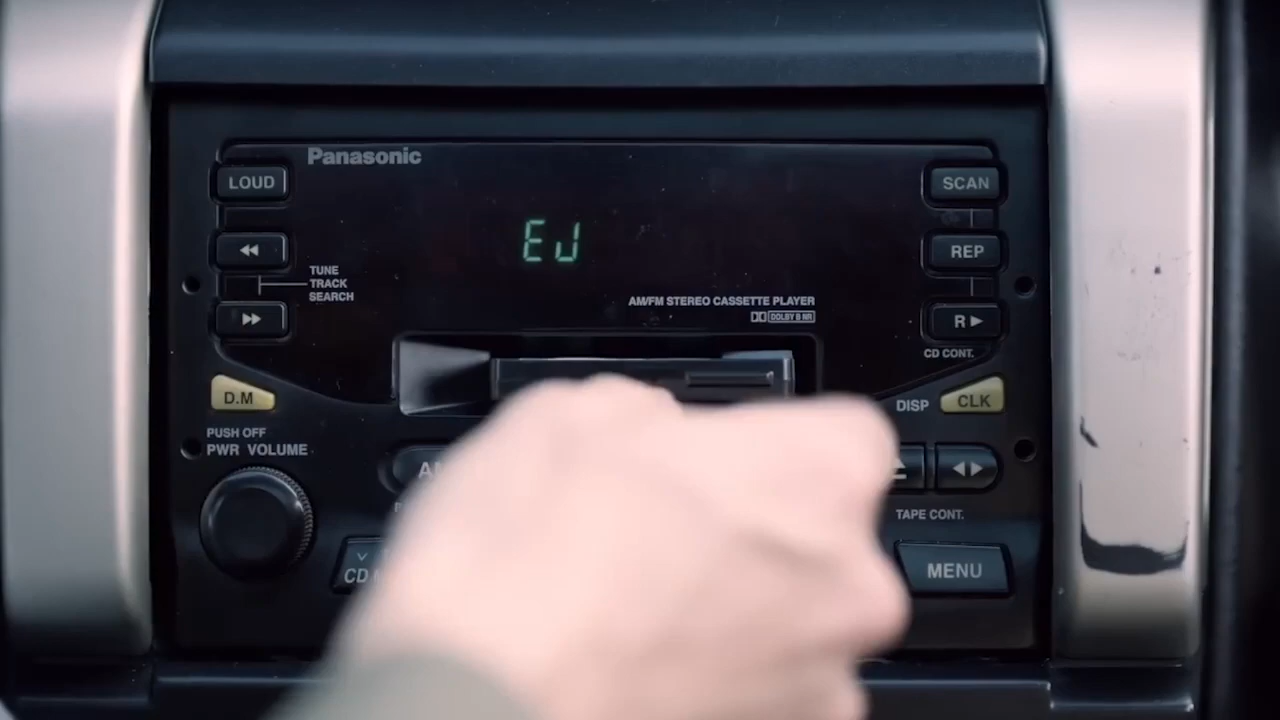 Panasonic
LOUD
SCAN
EJ
REP
TUNE
TRACK
SEARCH
AM/FM STEREO CASSETTE PLAYER
DOLBY B NR
R
CD CONT.
D.M
DISP
CLK
PUSH OFF
PWR VOLUME
TAPE CONT.
CD
MENU